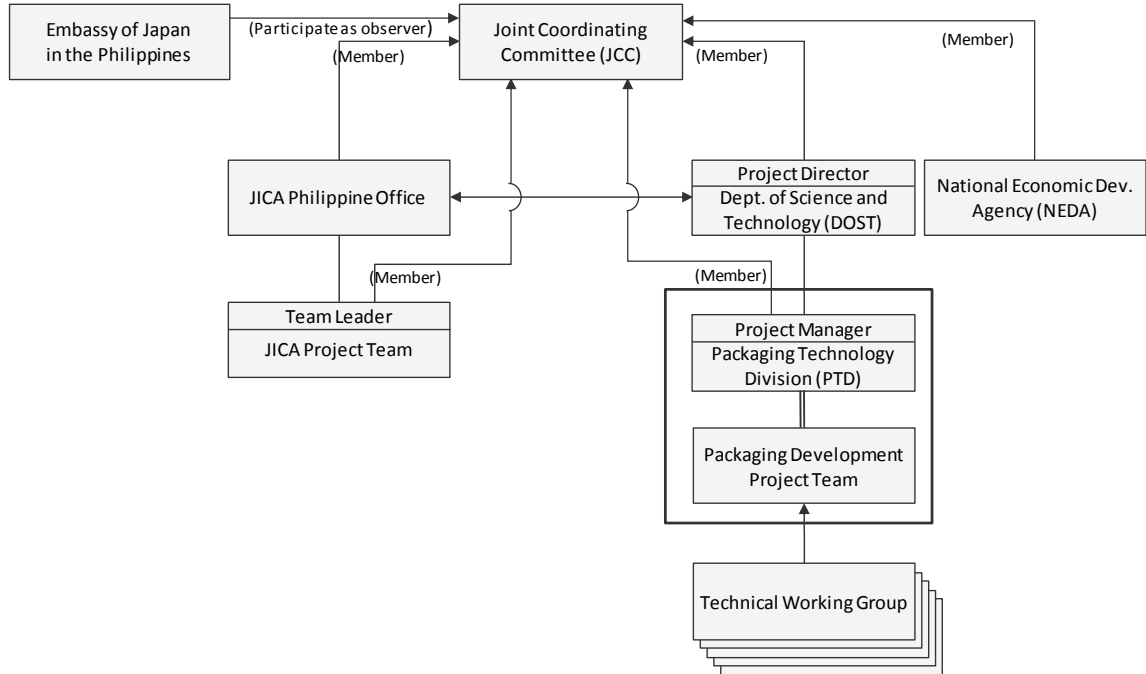 Embassy of Japan
in the Philippines
(Participate as observer)
Joint Coordinating
Committee (JCC)
(Member)
(Member)
(Member)
JICA Philippine Office
Project Director
Dept. of Science and
Technology (DOST)
National Economic Dev.
Agency (NEDA)
(Member)
(Member)
Team Leader
JICA Project Team
Project Manager
Packaging Technology
Division (PTD)
Packaging Development
Project Team
Technical Working Group